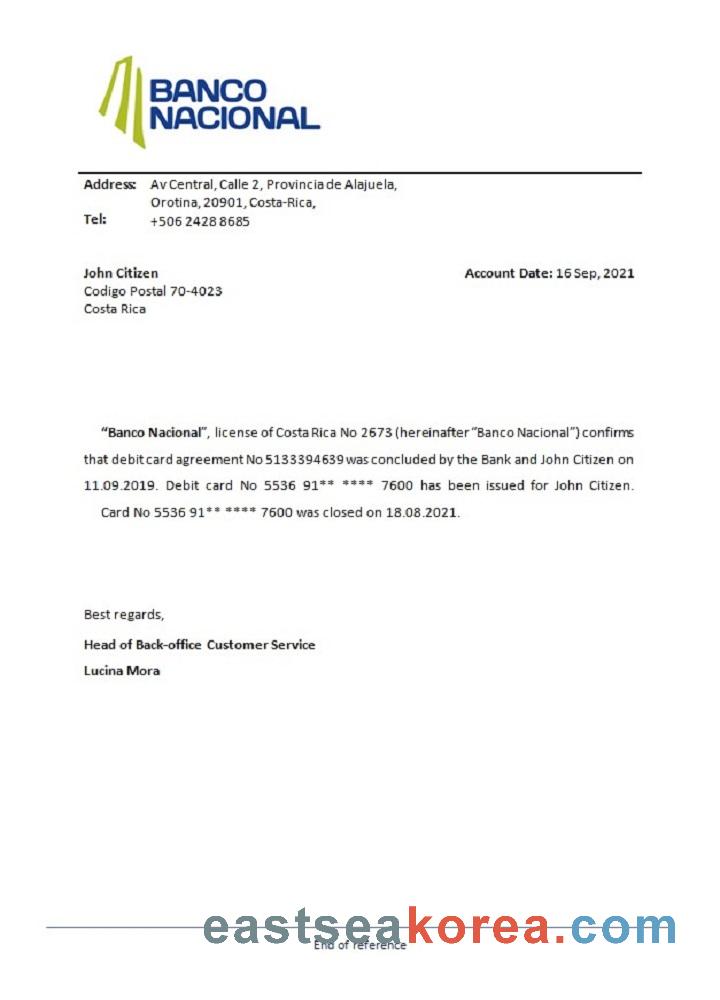 BANCO
NACIONAL
Address: Av Central, Calle 2, Provincia de Alajuela,
Orotina, 20901, Costa-Rica,
Tel: +506 2428 8685
John Citizen Account Date: 16 Sep, 2021
Codigo Postal 70-4023
Costa Rica
“Banco Nacional”, license of Costa Rica No 2673 (hereinafter “Banco Nacional”) confirms
that debit card agreement No 5133394639 was concluded by the Bank and John Citizen on
11.09.2019. Debit card No 5536 91** **** 7600 has been issued for John Citizen.
Card No 5536 91** **** 7600 was closed on 18.08.2021.
Best regards,
Head of Back-office Customer Service
Lucina Mora
eastseakorea.com
End of reference